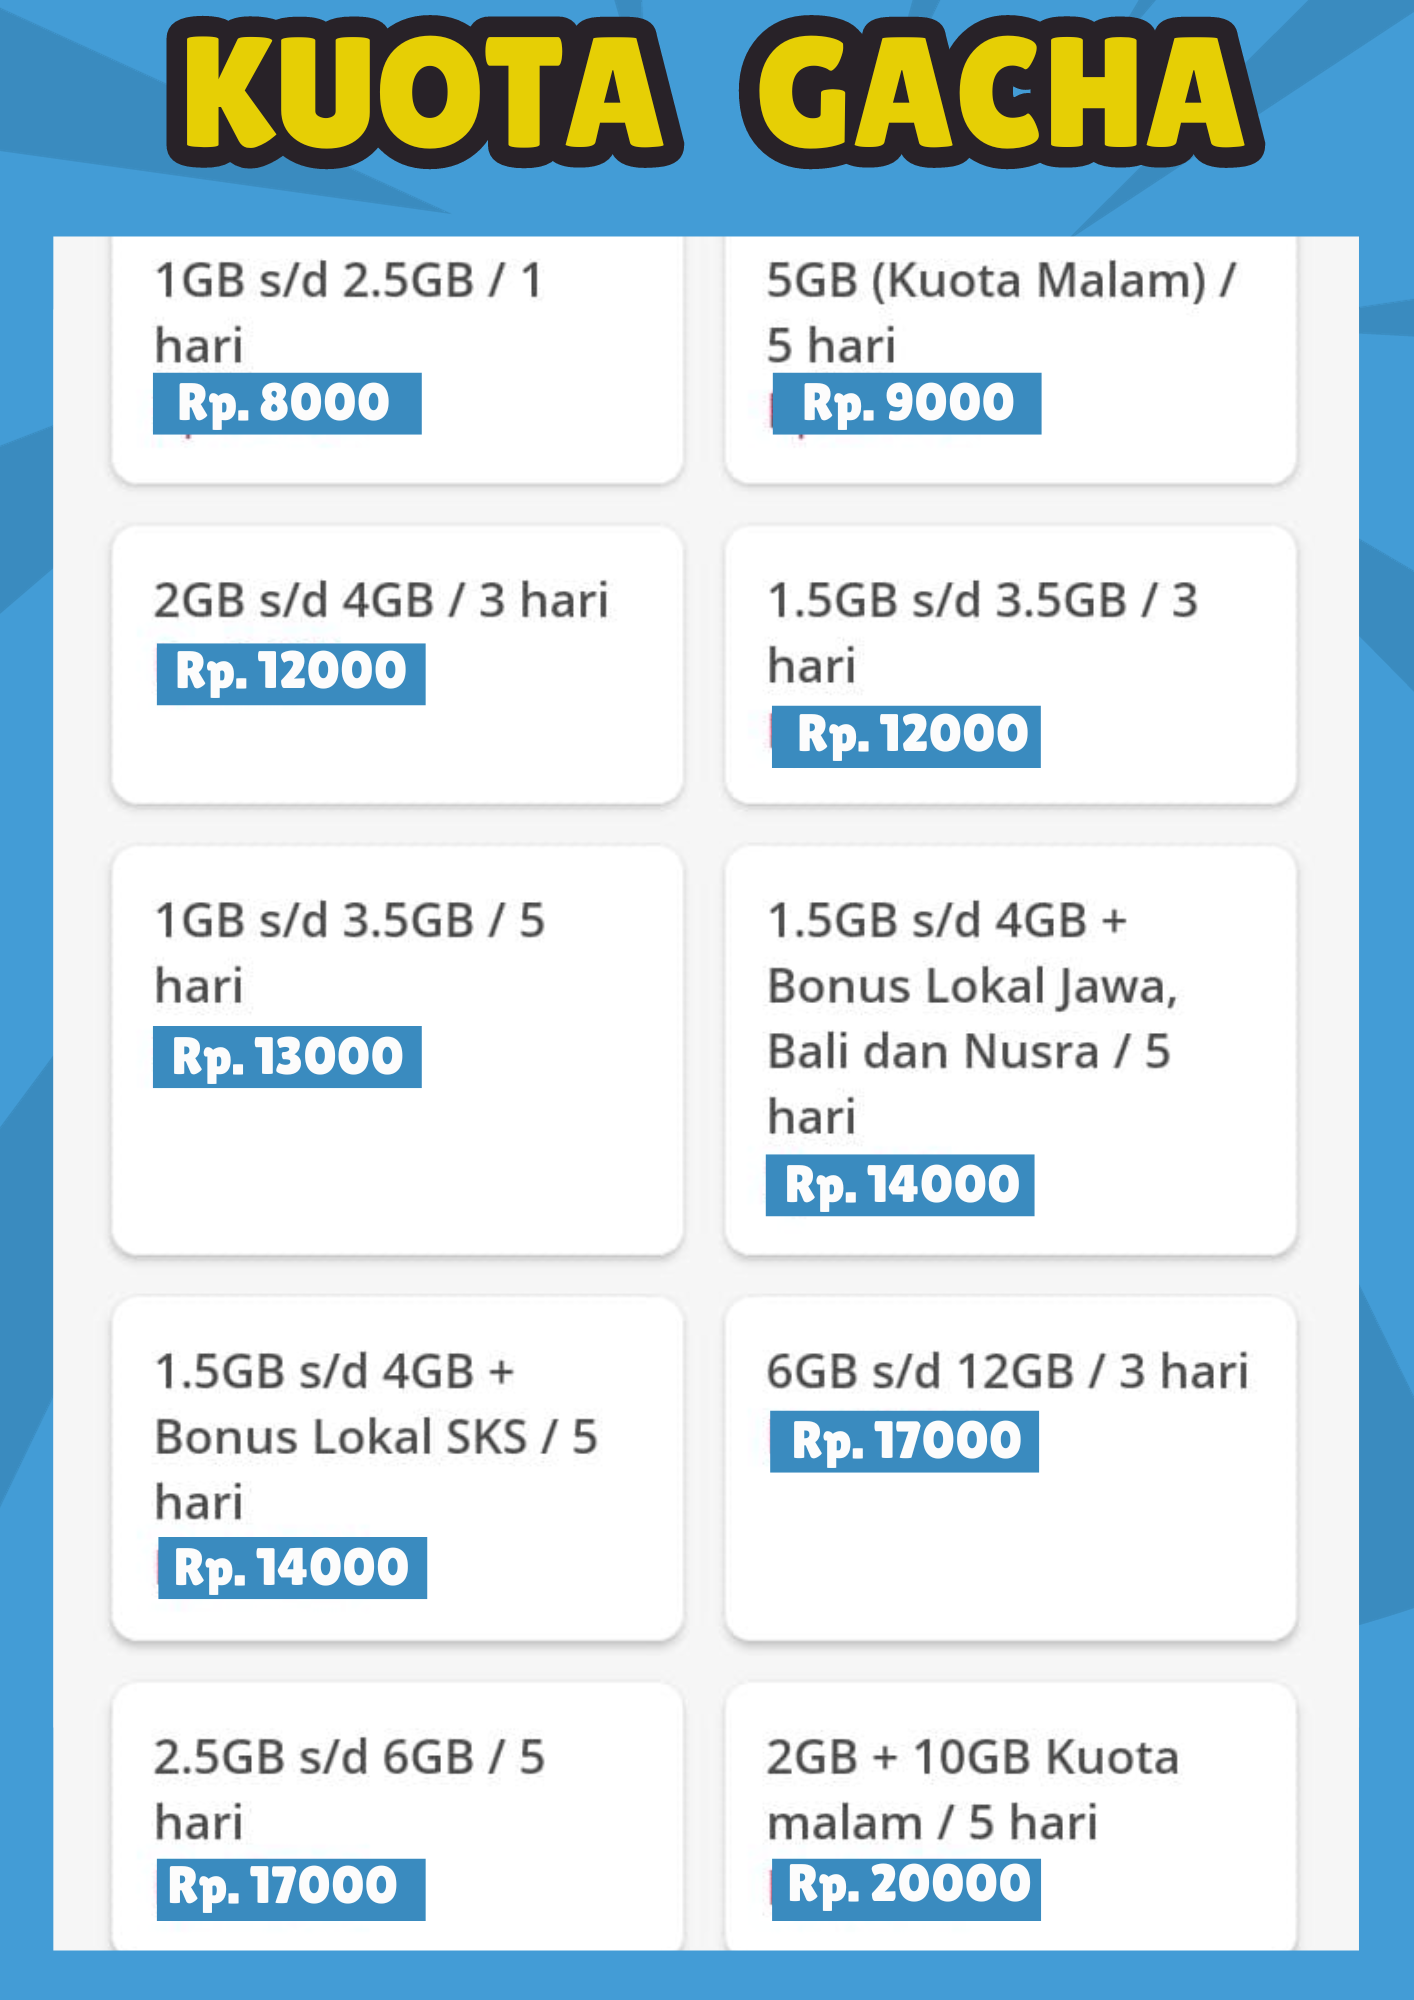 KUOTA GACHA
1GB s/d 2.5GB / 1
hari
Rp. 8000
5GB (Kuota Malam) /
5 hari
Rp. 9000
2GB s/d 4GB / 3 hari
Rp. 12000
1.5GB s/d 3.5GB / 3
hari
Rp. 12000
1GB s/d 3.5GB / 5
hari
Rp. 13000
1.5GB s/d 4GB +
Bonus Lokal Jawa,
Bali dan Nusra / 5
hari
Rp. 14000
1.5GB s/d 4GB +
Bonus Lokal SKS / 5
hari
Rp. 14000
6GB s/d 12GB / 3 hari
Rp. 17000
2.5GB s/d 6GB / 5
hari
Rp. 17000
2GB + 10GB Kuota
malam / 5 hari
Rp. 20000